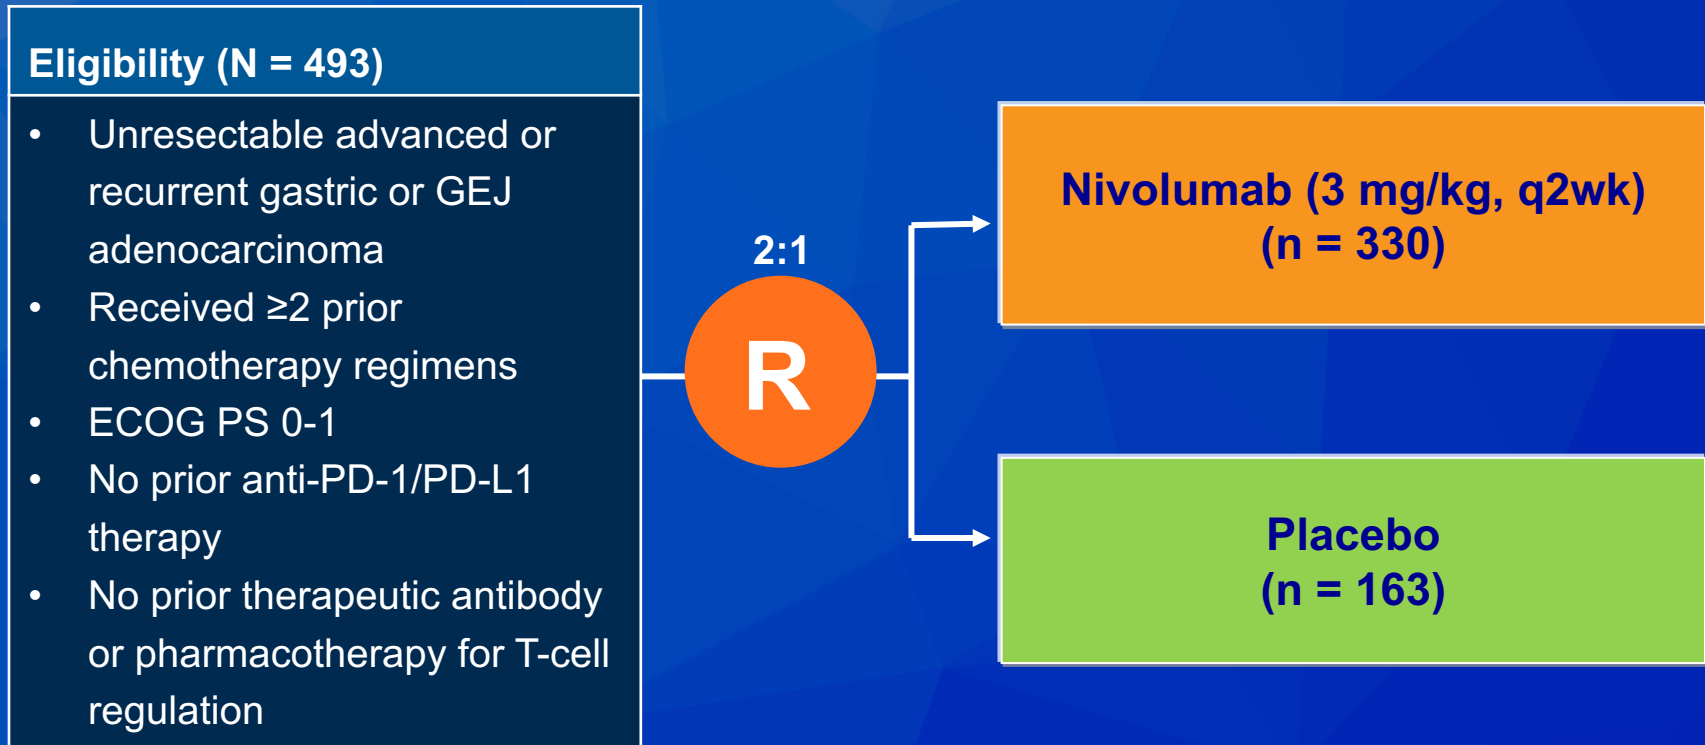 Eligibility (N = 493)
• Unresectable advanced or
recurrent gastric or GEJ
adenocarcinoma
• Received ≥2 prior
chemotherapy regimens
• ECOG PS 0-1
• No prior anti-PD-1/PD-L1
therapy
• No prior therapeutic antibody
or pharmacotherapy for T-cell
regulation
2:1
R
Nivolumab (3 mg/kg, q2wk)
(n = 330)
Placebo
(n = 163)